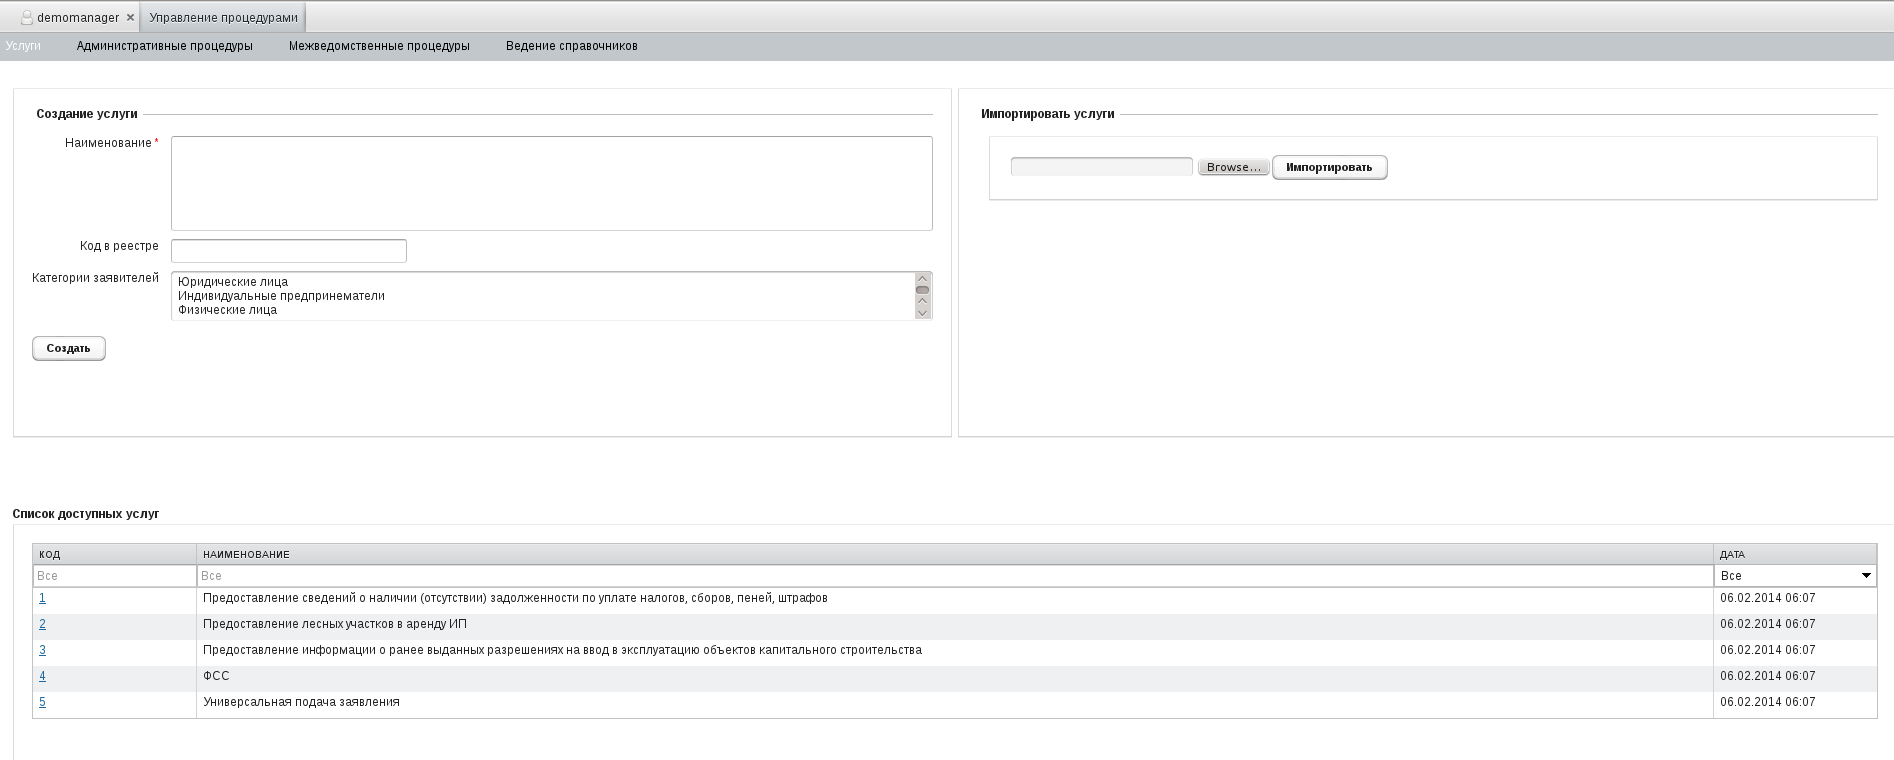 demomanager × Управление процедурами
Услуги Административные процедуры Межведомственные процедуры Ведение справочников
Создание услуги
Наименование *
Код в реестре
Категории заявителей
Юридические лица
Индивидуальные предпринематели
Физические лица
Создать
Импортировать услуги
Browse... Импортировать
Список доступных услуг
КОД НАИМЕНОВАНИЕ ДАТА
Все Все Все
1 Предоставление сведений о наличии (отсутствии) задолженности по уплате налогов, сборов, пеней, штрафов 06.02.2014 06:07
2 Предоставление лесных участков в аренду ИП 06.02.2014 06:07
3 Предоставление информации о ранее выданных разрешениях на ввод в эксплуатацию объектов капитального строительства 06.02.2014 06:07
4 ФСС 06.02.2014 06:07
5 Универсальная подача заявления 06.02.2014 06:07